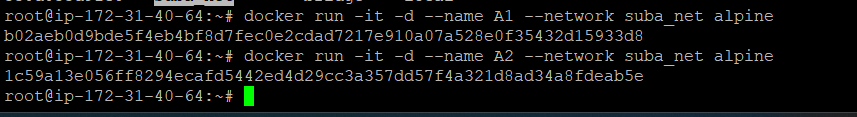 root@ip-172-31-40-64:~# docker run -it -d --name A1 --network suba_net alpine
b02aeb0d9bde5f4eb4bf8d7fec0e2cdad7217e910a07a528e0f35432d15933d8
root@ip-172-31-40-64:~# docker run -it -d --name A2 --network suba_net alpine
1c59a13e056ff8294ecafd5442ed4d29cc3a357dd57f4a321d8ad34a8fdeab5e
root@ip-172-31-40-64:~#